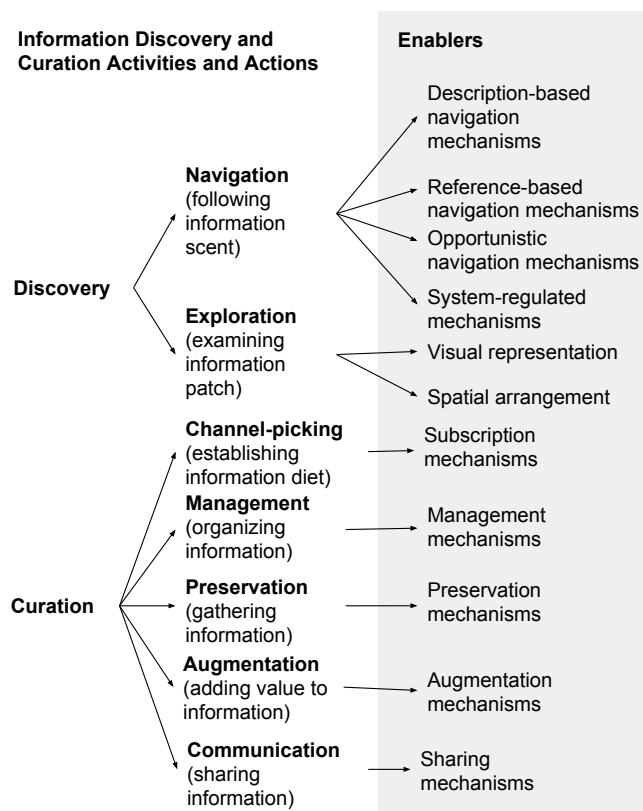 Information Discovery and
Curation Activities and Actions
Enablers
Discovery
Navigation
(following
information
scent)
Description-based
navigation
mechanisms
Reference-based
navigation mechanisms
Opportunistic
navigation mechanisms
System-regulated
mechanisms
Exploration
(examining
information
patch)
Visual representation
Spatial arrangement
Curation
Channel-picking
(establishing
information diet)
Subscription
mechanisms
Management
(organizing
information)
Management
mechanisms
Preservation
(gathering
information)
Preservation
mechanisms
Augmentation
(adding value to
information)
Augmentation
mechanisms
Communication
(sharing
information)
Sharing
mechanisms